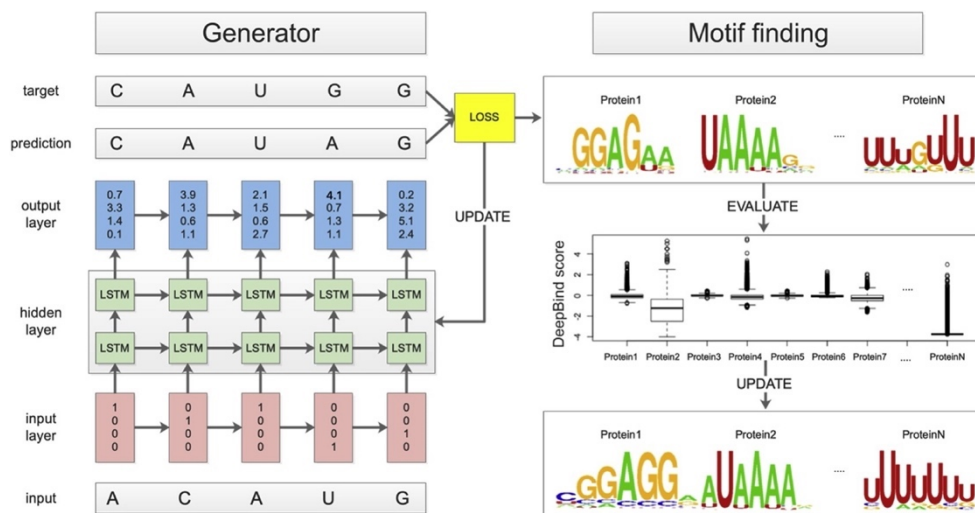 Generator
Motif finding
target
C A U G G
prediction
C A U A G
LOSS
output
layer
0.7 3.9 2.1 4.1 0.2
3.3 1.3 1.5 0.7 3.2
1.4 0.6 0.6 1.3 5.1
0.1 1.1 2.7 1.1 2.4
UPDATE
hidden
layer
LSTM LSTM LSTM LSTM LSTM
LSTM LSTM LSTM LSTM LSTM
input
layer
1 0 1 0 0
0 1 0 0 0
0 0 0 0 1
0 0 0 1 0
input
A C A U G
Protein1 Protein2 ProteinN
....
GGAGAA UAAAAG UUUGUUU
EVALUATE
DeepBind score
4
2
0
-2
-4
....
Protein1 Protein2 Protein3 Protein4 Protein5 Protein6 Protein7 .... ProteinN
UPDATE
Protein1 Protein2 ProteinN
....
CGGAGG AUAAAA UUUUUU